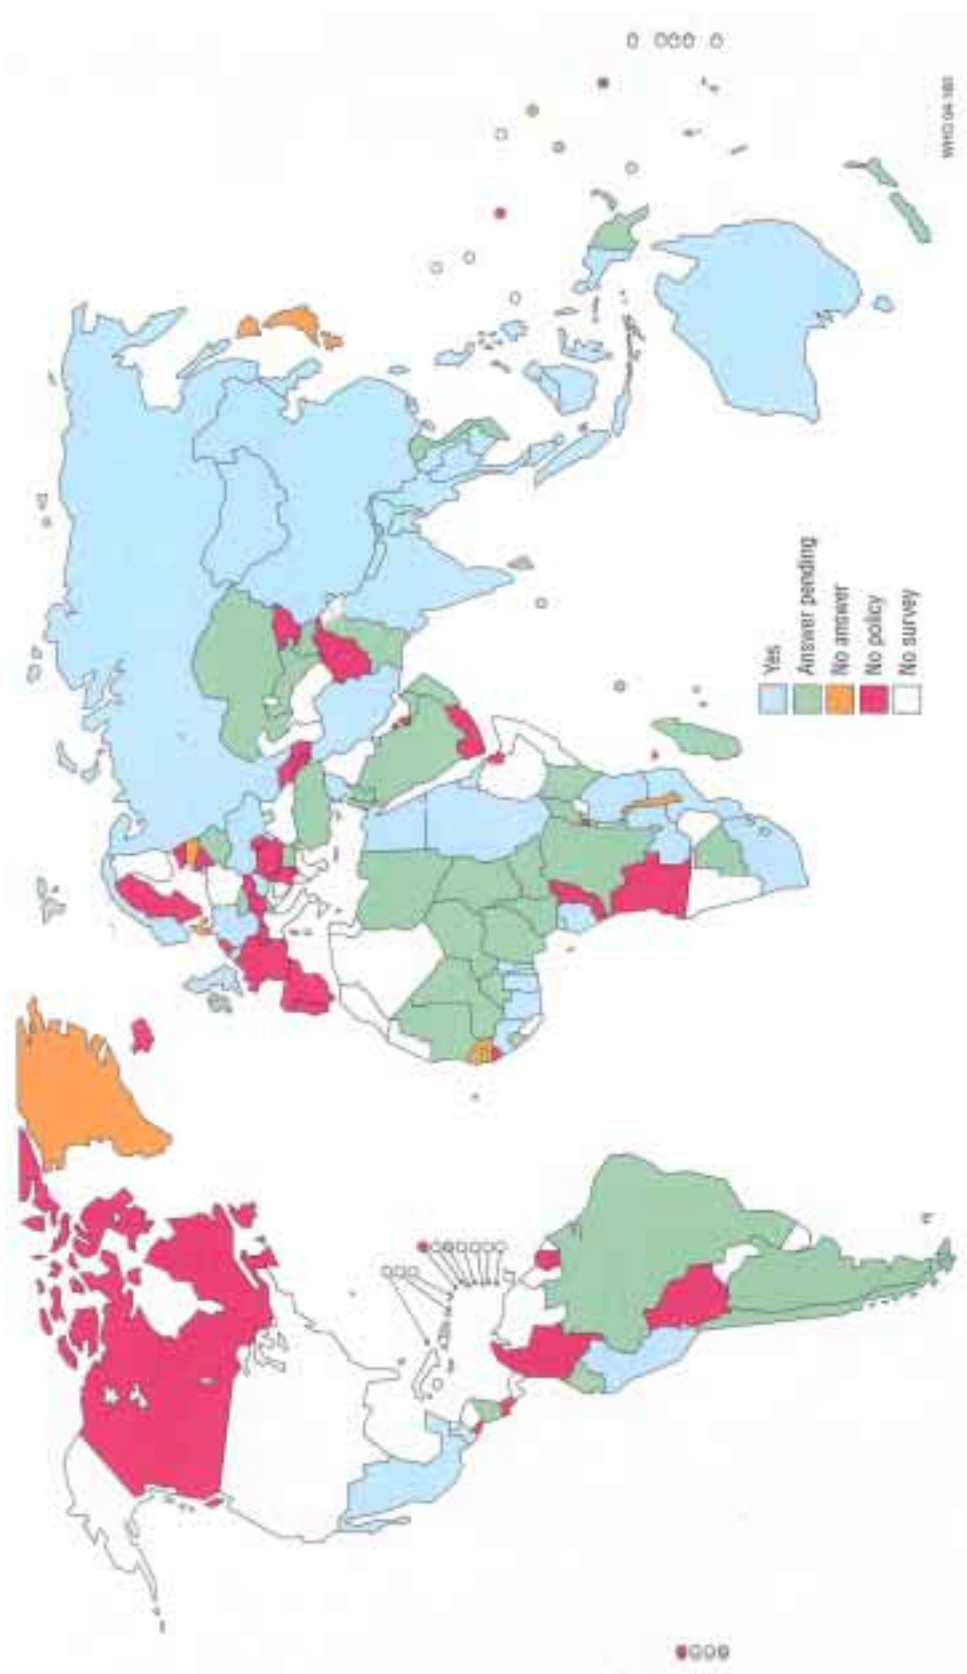 Yes
Answer pending
No answer
No policy
No survey